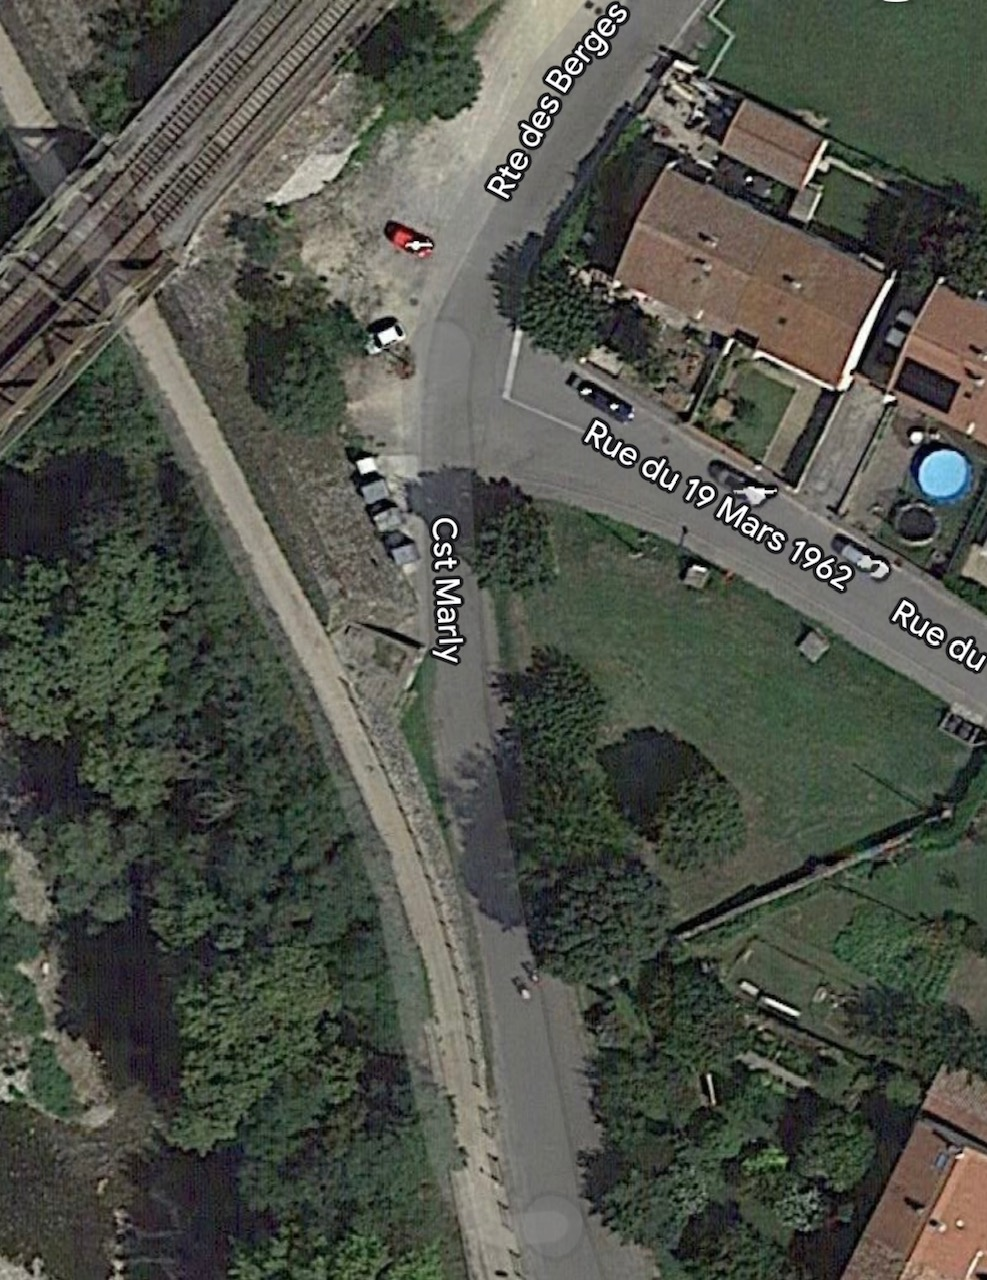 Rte des Berges
Rue du 19 Mars 1962
Rue du
Cst Marly